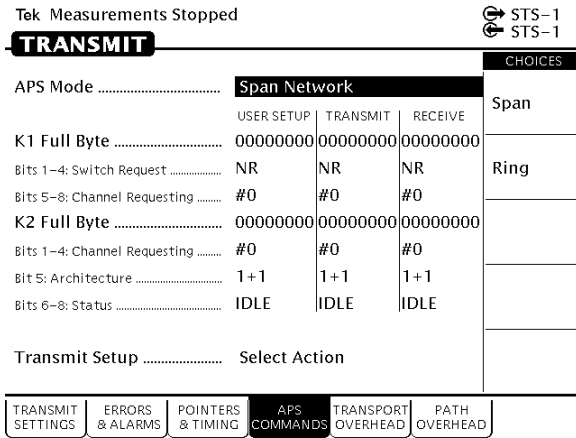 Tek Measurements Stopped
STS-1
STS-1
TRANSMIT
CHOICES
APS Mode ................................. Span Network
USER SETUP TRANSMIT RECEIVE
K1 Full Byte ............................. 00000000 00000000 00000000
Bits 1-4: Switch Request .................. NR NR NR
Bits 5-8: Channel Requesting ......... #0 #0 #0
K2 Full Byte ............................. 00000000 00000000 00000000
Bits 1-4: Channel Requesting ......... #0 #0 #0
Bit 5: Architecture ............................... 1+1 1+1 1+1
Bits 6-8: Status ..................................... IDLE IDLE IDLE
Transmit Setup ...................... Select Action
Span
Ring
TRANSMIT SETTINGS
ERRORS & ALARMS
POINTERS & TIMING
APS COMMANDS
TRANSPORT OVERHEAD
PATH OVERHEAD